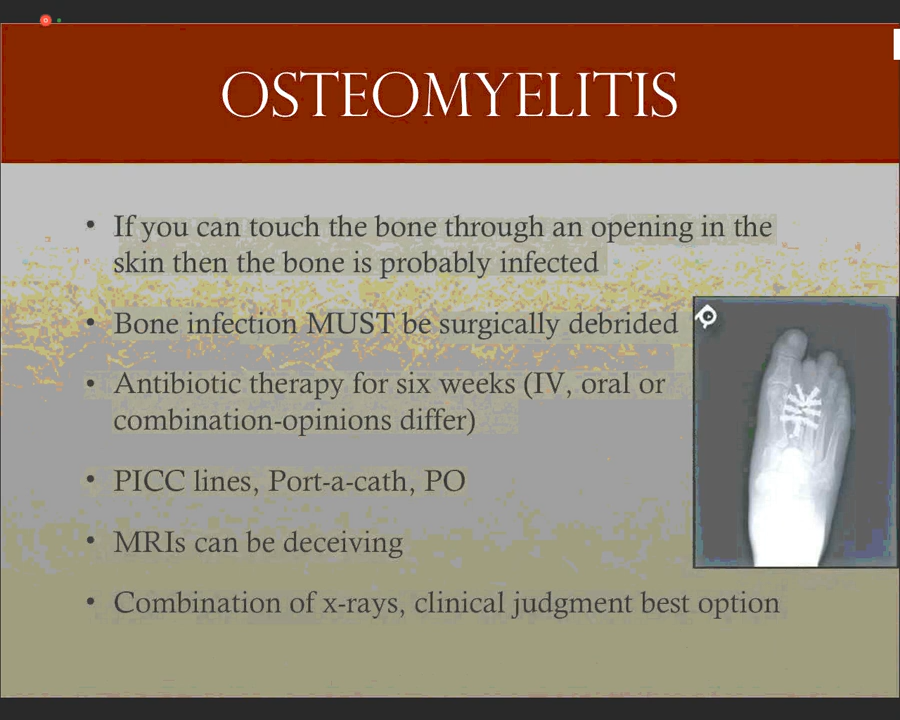 OSTEOMYELITIS
• If you can touch the bone through an opening in the
skin then the bone is probably infected
• Bone infection MUST be surgically debrided
• Antibiotic therapy for six weeks (IV, oral or
combination-opinions differ)
• PICC lines, Port-a-cath, PO
• MRIs can be deceiving
• Combination of x-rays, clinical judgment best option